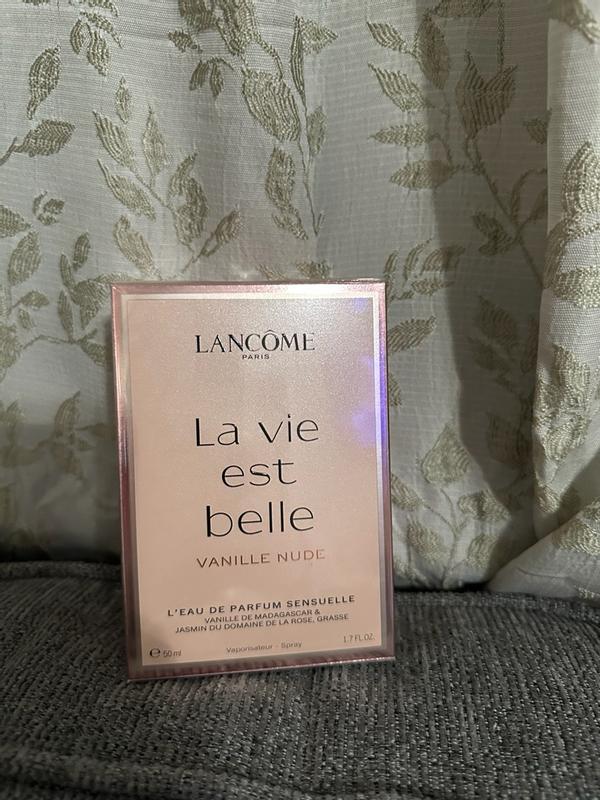 LANCÔME
PARIS
La vie
est
belle
VANILLE NUDE
L'EAU DE PARFUM SENSUELLE
VANILLE DE MADAGASCAR &
JASMIN DU DOMAINE DE LA ROSE, GRASSE
℮ 50 ml Vaporisateur - Spray 1.7 FL.OZ.